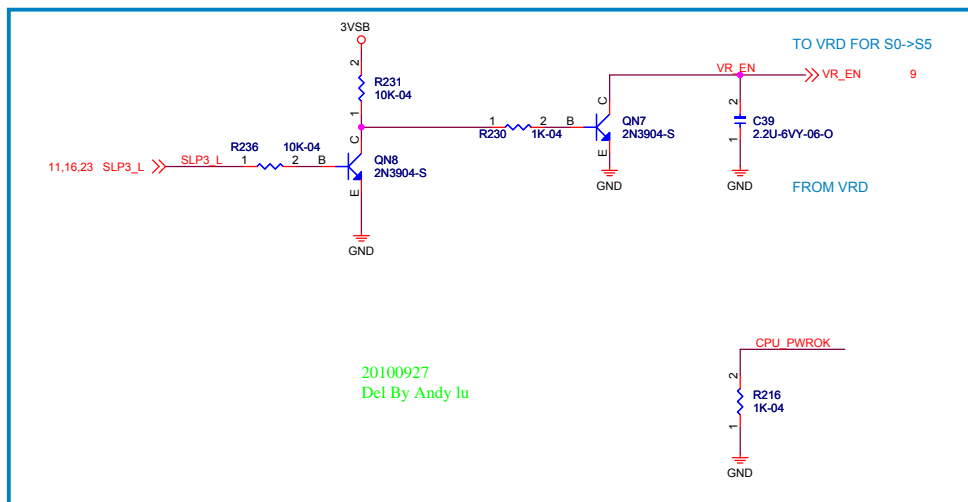 3VSB
2
R231
10K-04
1
C
R236
10K-04
11,16,23 SLP3_L
SLP3_L
1
2
B
QN8
2N3904-S
E
GND
1
2
R230
1K-04
B
C
QN7
2N3904-S
E
GND
TO VRD FOR S0->S5
VR_EN
VR_EN
9
2
C39
2.2U-6VY-06-O
1
GND
FROM VRD
CPU_PWROK
2
R216
1K-04
1
GND
20100927
Del By Andy lu